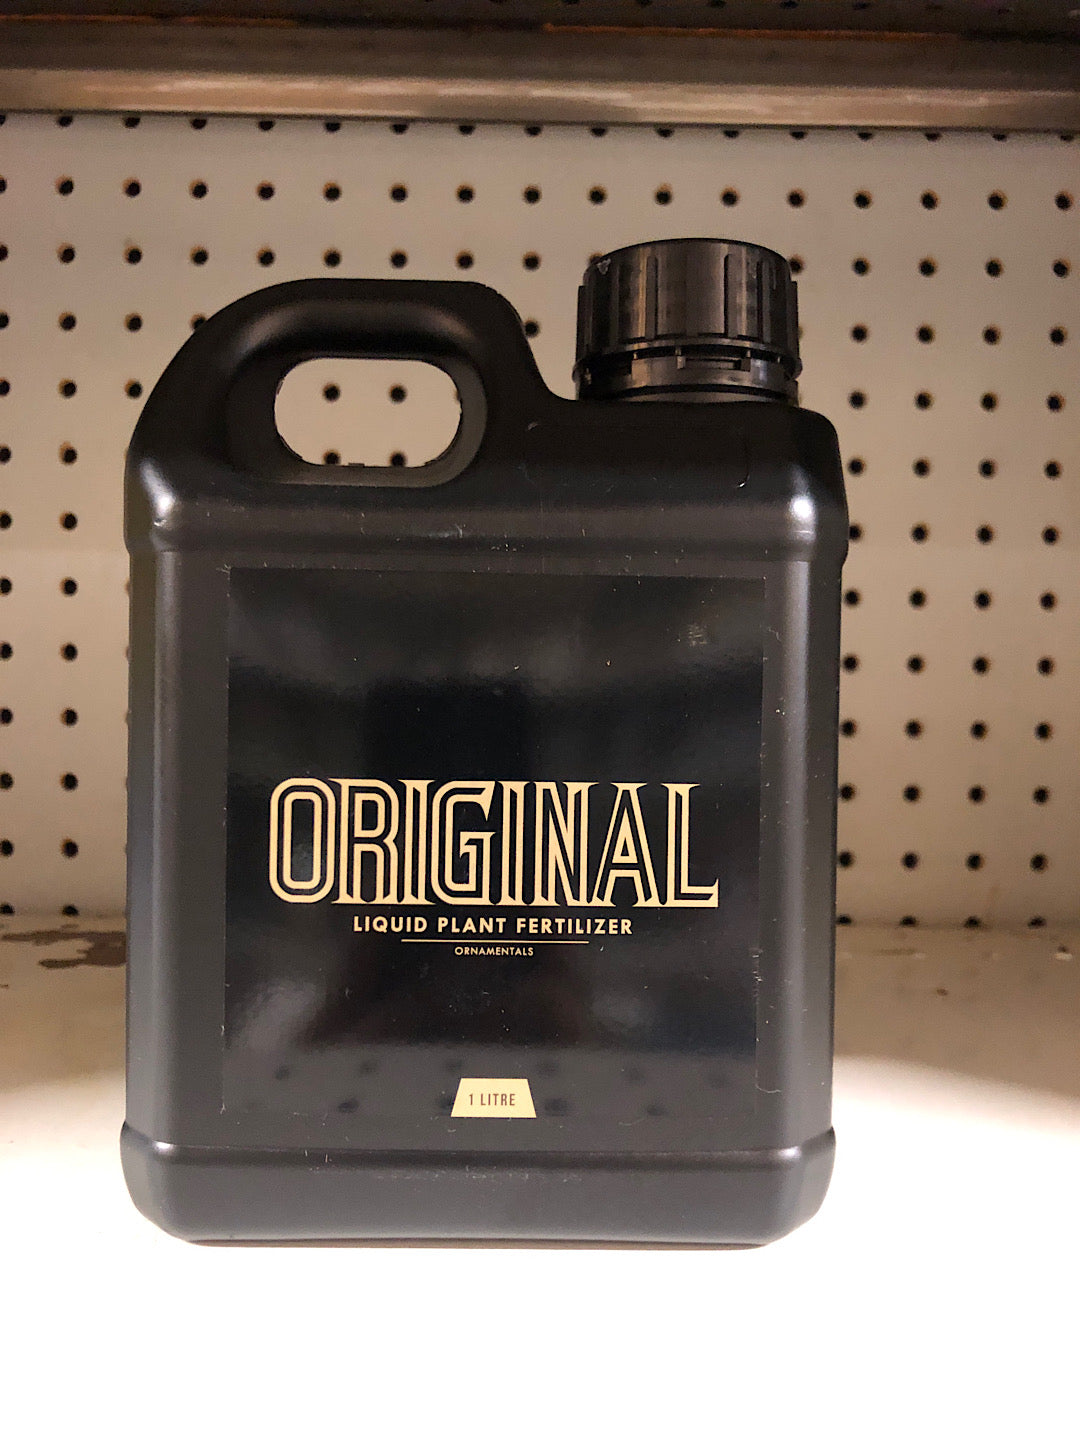 ORIGINAL
LIQUID PLANT FERTILIZER
ORNAMENTALS
1 LITRE